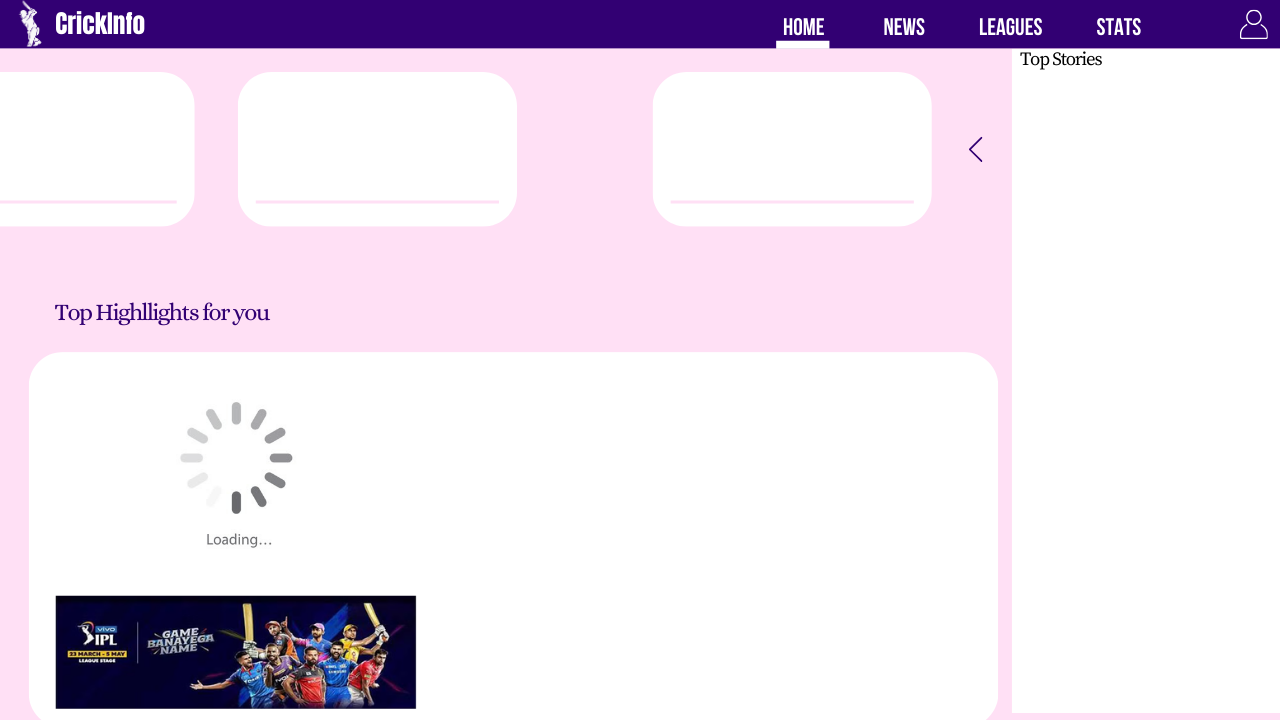 CrickInfo
HOME
NEWS
LEAGUES
STATS
Top Stories
Top Highllights for you
Loading...
VIVO
IPL
23 MARCH - 5 MAY
LEAGUE STAGE
GAME
BANAYEGA
NAME